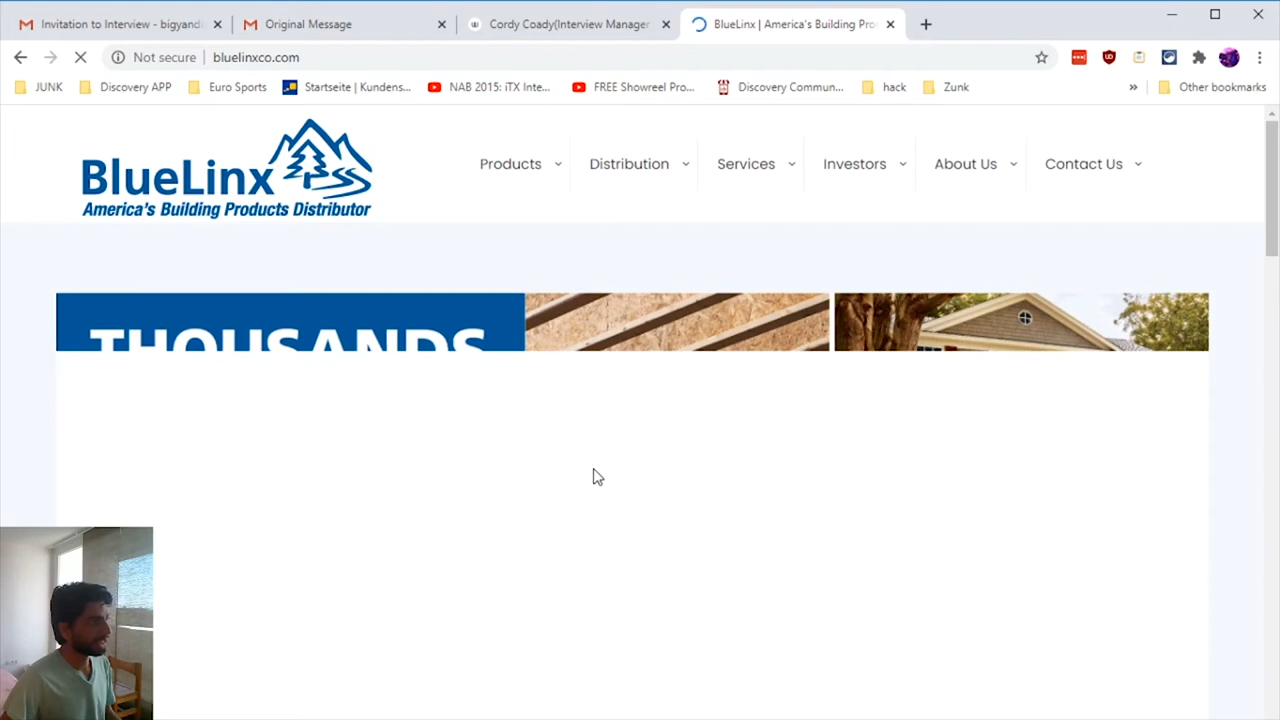 Invitation to Interview - bigyandi
Original Message
Cordy Coady(Interview Manager
BlueLinx | America's Building Pro
Not secure
bluelinxco.com
JUNK
Discovery APP
Euro Sports
Startseite | Kundens...
NAB 2015: iTX Inte...
FREE Showreel Pro...
Discovery Commun...
hack
Zunk
»
Other bookmarks
BlueLinx
America's Building Products Distributor
Products
Distribution
Services
Investors
About Us
Contact Us
THOUSANDS